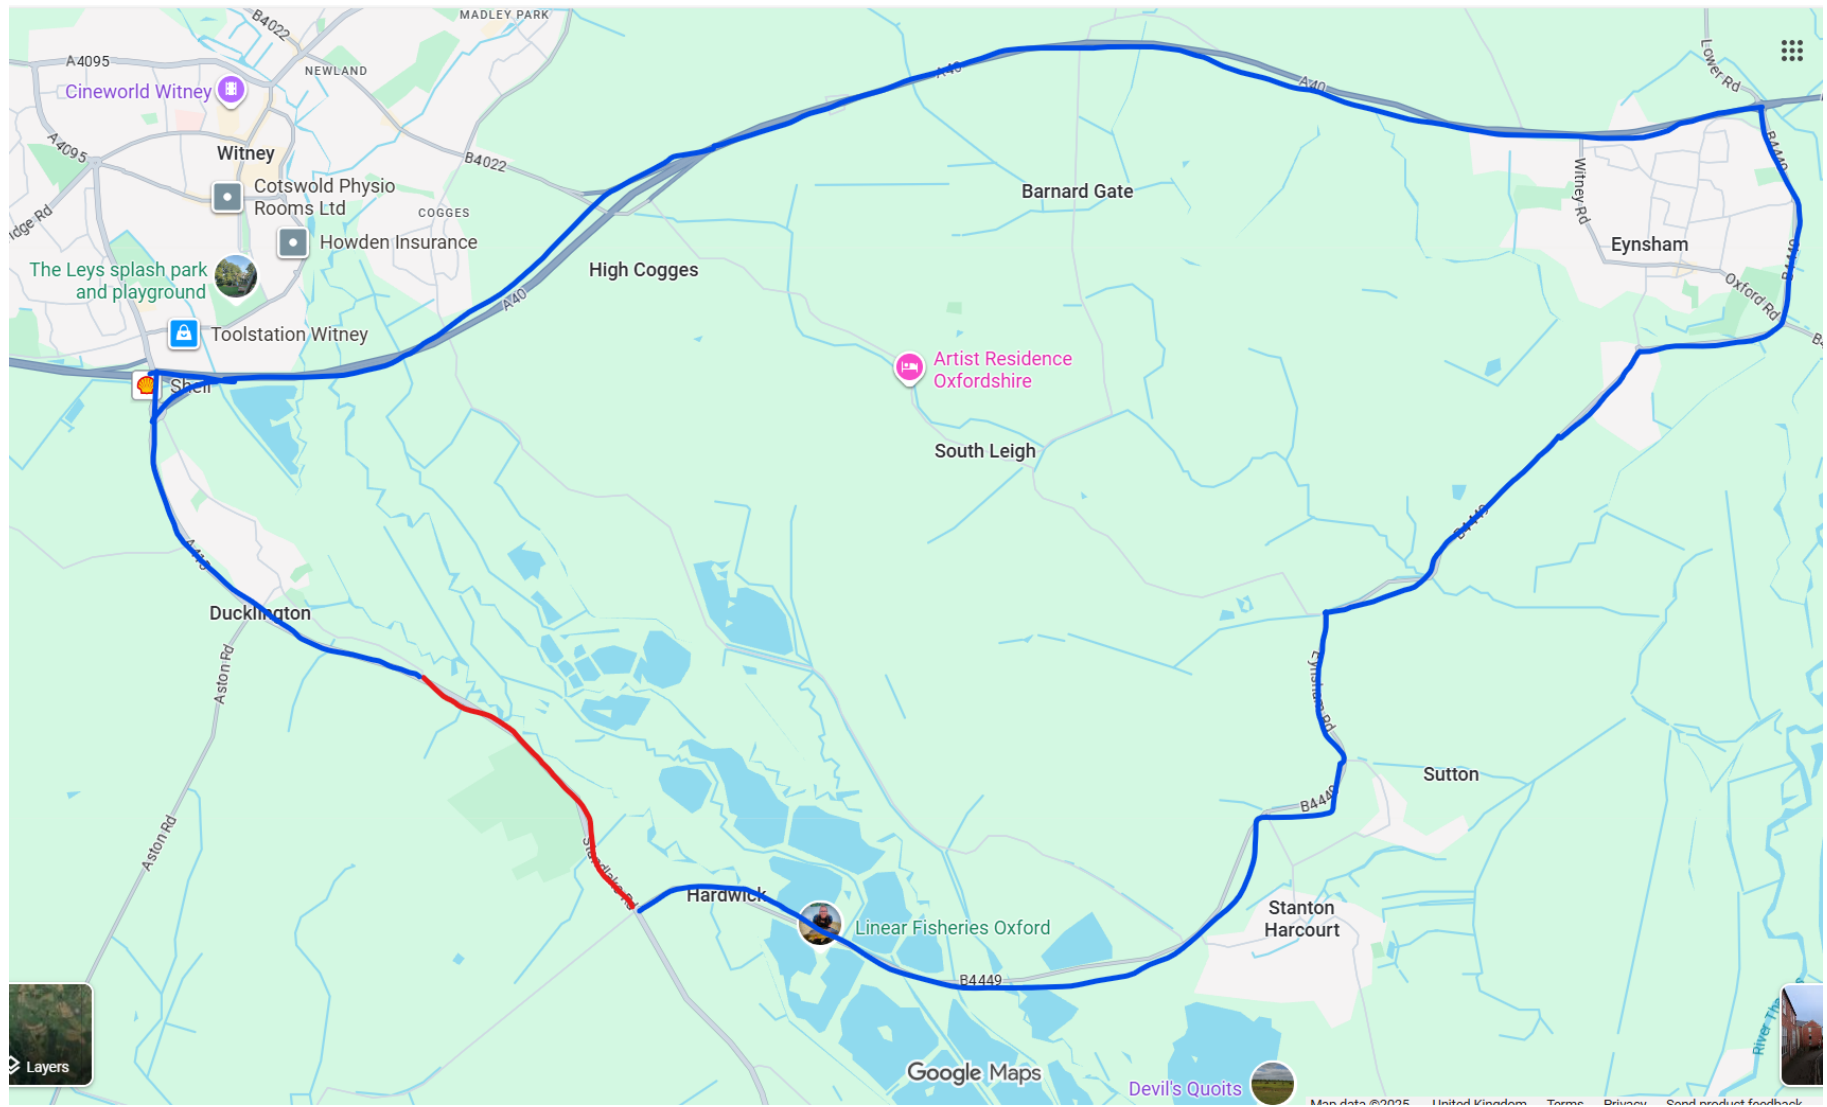 MADLEY PARK
B4022
A4095
NEWLAND
Cineworld Witney
A40
A40
Lower Rd
A4095
Witney
B4022
B4449
Cotswold Physio
Rooms Ltd
COGGES
Barnard Gate
Witney Rd
Howden Insurance
Eynsham
B4449
The Leys splash park
and playground
High Cogges
Oxford Rd
A40
Toolstation Witney
Shell
Artist Residence
Oxfordshire
South Leigh
B4449
A415
Ducklington
Aston Rd
Eynsham Rd
Sutton
B4449
Aston Rd
Standlake Rd
Hardwick
Linear Fisheries Oxford
Stanton
Harcourt
B4449
Layers
Google Maps
Devil's Quoits
Map data ©2025 United Kingdom Terms Privacy Send product feedback